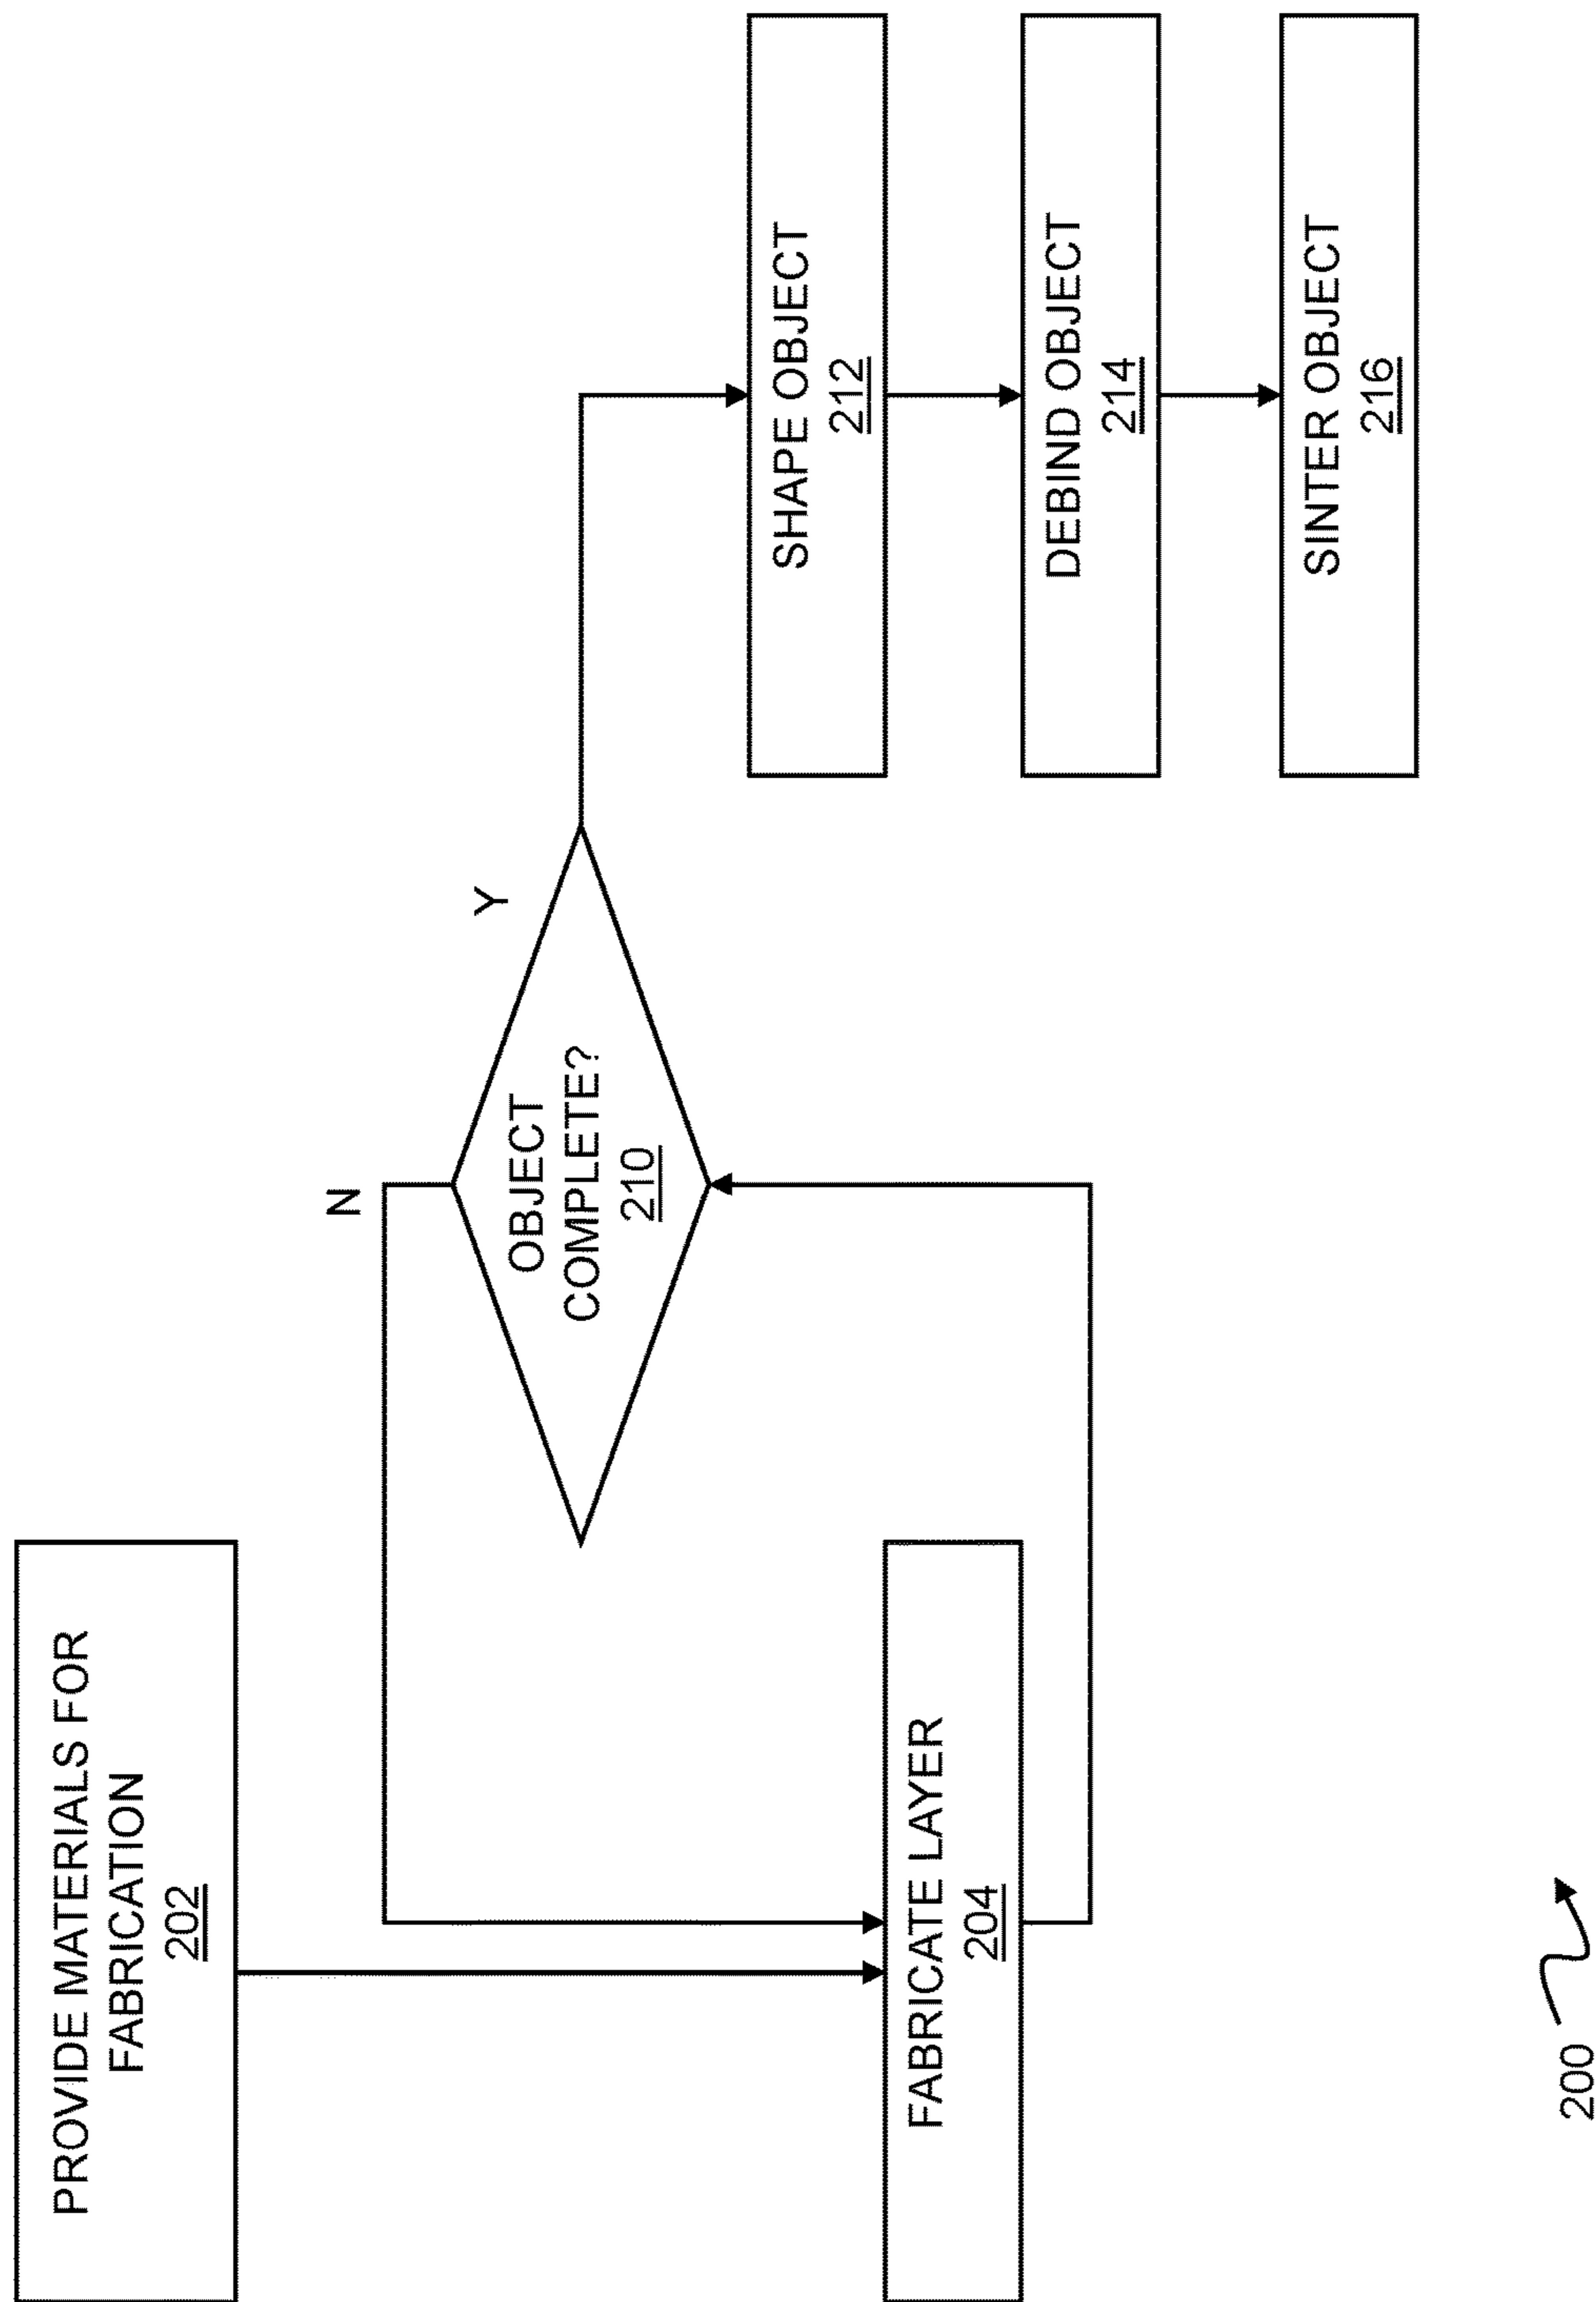 PROVIDE MATERIALS FOR
FABRICATION
202
N
Y
OBJECT
COMPLETE?
210
FABRICATE LAYER
204
SHAPE OBJECT
212
DEBIND OBJECT
214
SINTER OBJECT
216
200